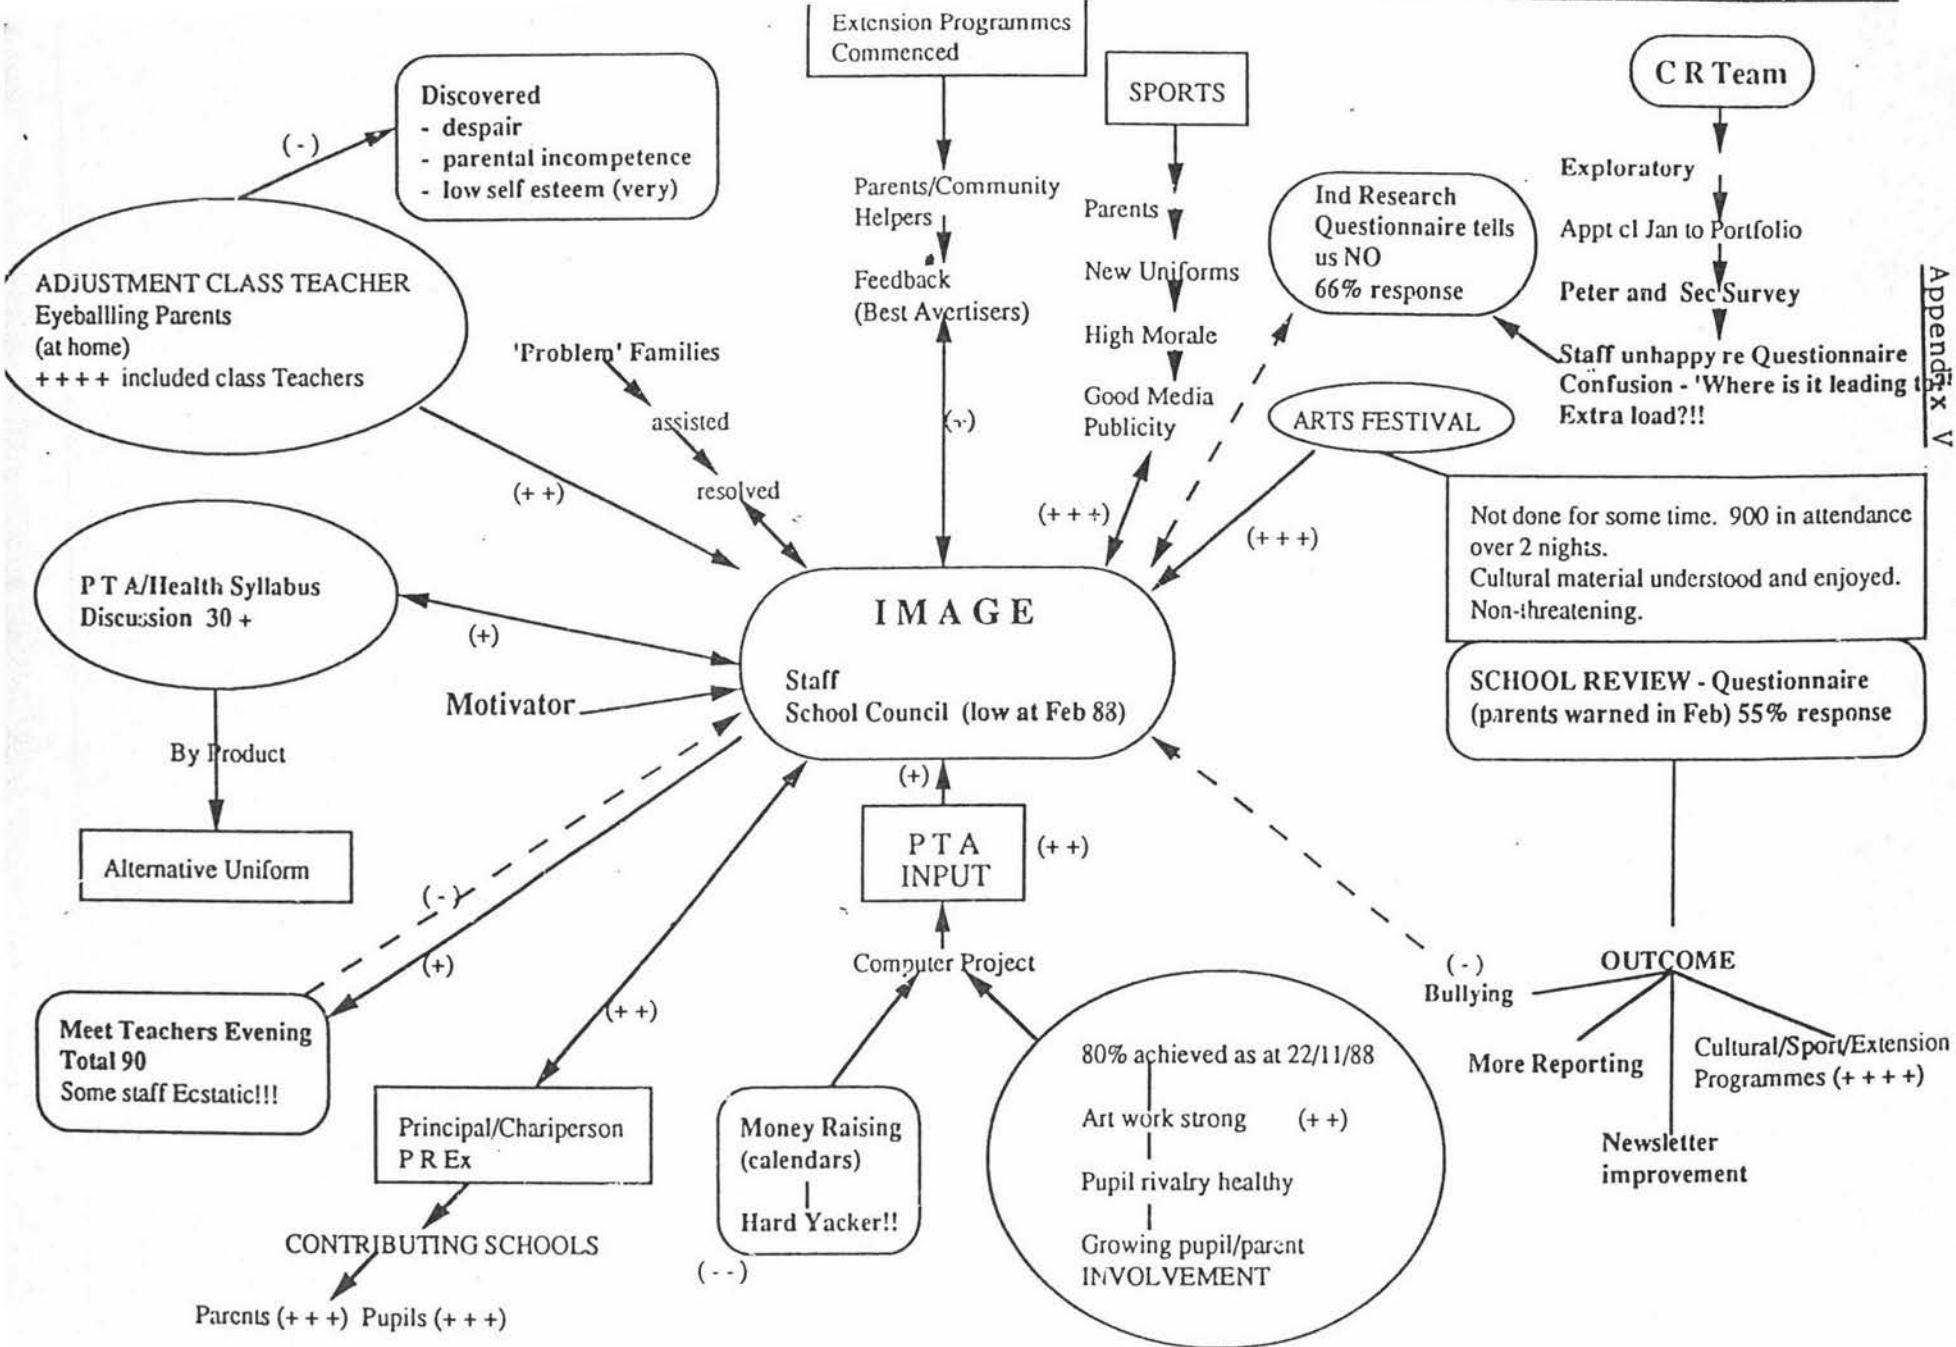 Extension Programmes
Commenced
SPORTS
C R Team
Discovered
- despair
- parental incompetence
- low self esteem (very)
(-)
Parents/Community
Helpers
Feedback
(Best Avertisers)
Parents
New Uniforms
High Morale
Good Media
Publicity
(+ + +)
Ind Research
Questionnaire tells
us NO
66% response
Exploratory
Appt cl Jan to Portfolio
Peter and Sec Survey
Staff unhappy re Questionnaire
Confusion - 'Where is it leading to?!'
Extra load?!!
Appendix V
ADJUSTMENT CLASS TEACHER
Eyeballling Parents
(at home)
+ + + + included class Teachers
(+ +)
'Problem' Families
assisted
resolved
ARTS FESTIVAL
(+ + +)
Not done for some time. 900 in attendance
over 2 nights.
Cultural material understood and enjoyed.
Non-threatening.
P T A/Health Syllabus
Discussion 30 +
(+)
By Product
Alternative Uniform
Motivator
I M A G E
Staff
School Council (low at Feb 88)
SCHOOL REVIEW - Questionnaire
(parents warned in Feb) 55% response
(+)
P T A
INPUT
(+ +)
Computer Project
(-)
(+)
Meet Teachers Evening
Total 90
Some staff Ecstatic!!!
(+ +)
Principal/Chariperson
P R Ex
CONTRIBUTING SCHOOLS
Parents (+ + +) Pupils (+ + +)
Money Raising
(calendars)
Hard Yacker!!
(- -)
80% achieved as at 22/11/88
Art work strong (+ +)
Pupil rivalry healthy
Growing pupil/parent
INVOLVEMENT
OUTCOME
(-)
Bullying
More Reporting
Newsletter
improvement
Cultural/Sport/Extension
Programmes (+ + + +)